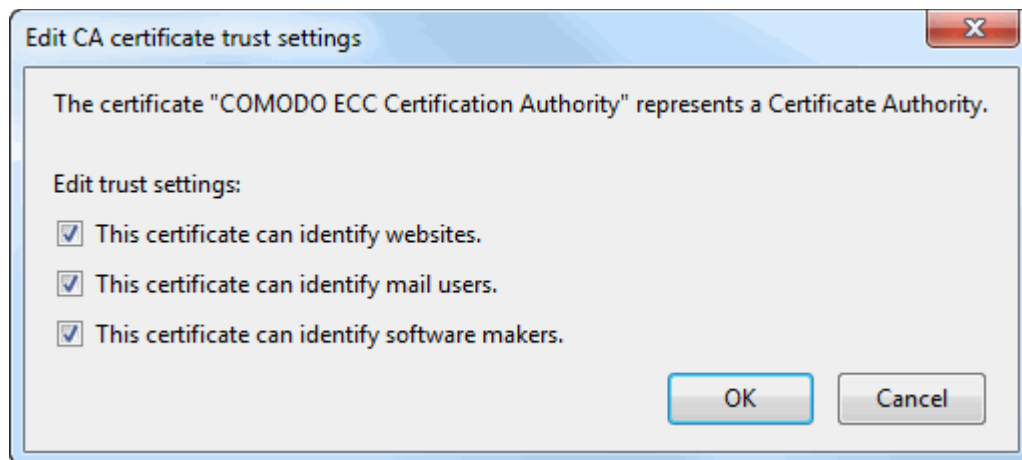 Edit CA certificate trust settings
The certificate "COMODO ECC Certification Authority" represents a Certificate Authority.
Edit trust settings:
This certificate can identify websites.
This certificate can identify mail users.
This certificate can identify software makers.
OK Cancel